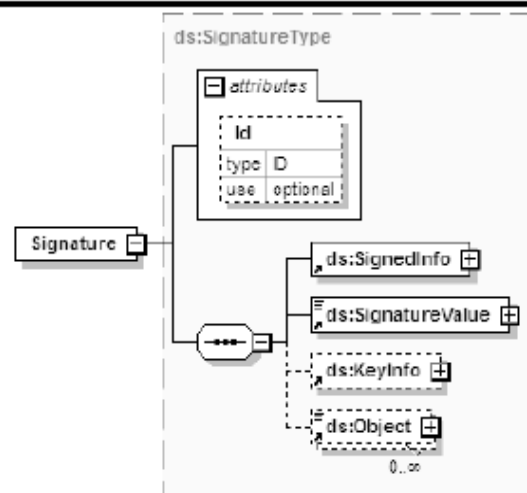 ds:SignatureType
attributes
Id
type ID
use optional
Signature
ds:SignedInfo
ds:SignatureValue
ds:KeyInfo
ds:Object
0..∞